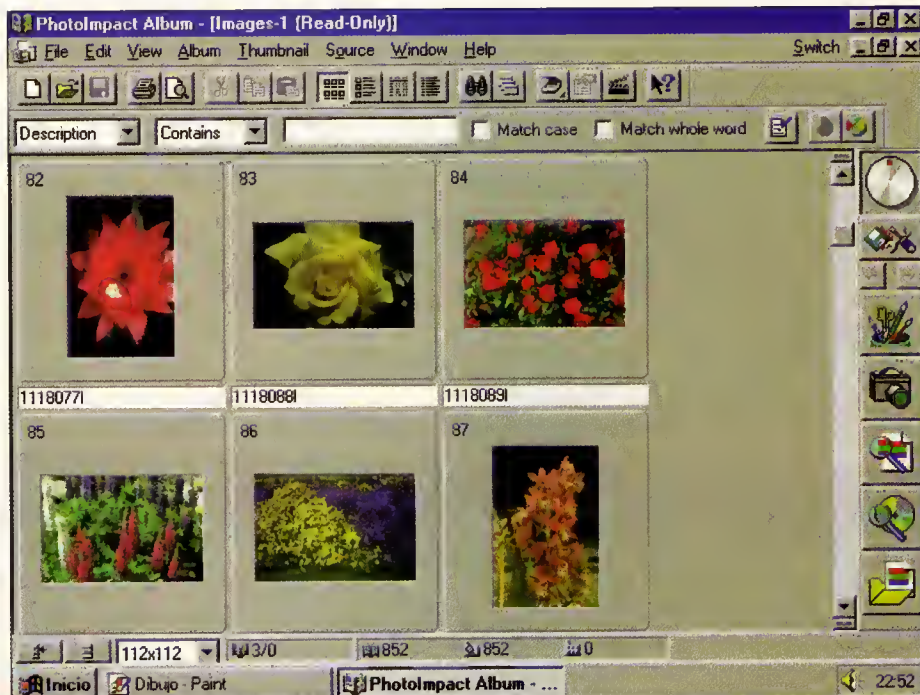 PhotoImpact Album - [Images-1 (Read-Only)]
File Edit View Album Thumbnail Source Window Help Switch
Description Contains Match case Match whole word
82 83 84
1118077I 1118088I 1118089I
85 86 87
112x112 3/0 852 852 0
Inicio Dibujo - Paint PhotoImpact Album - ... 22:52